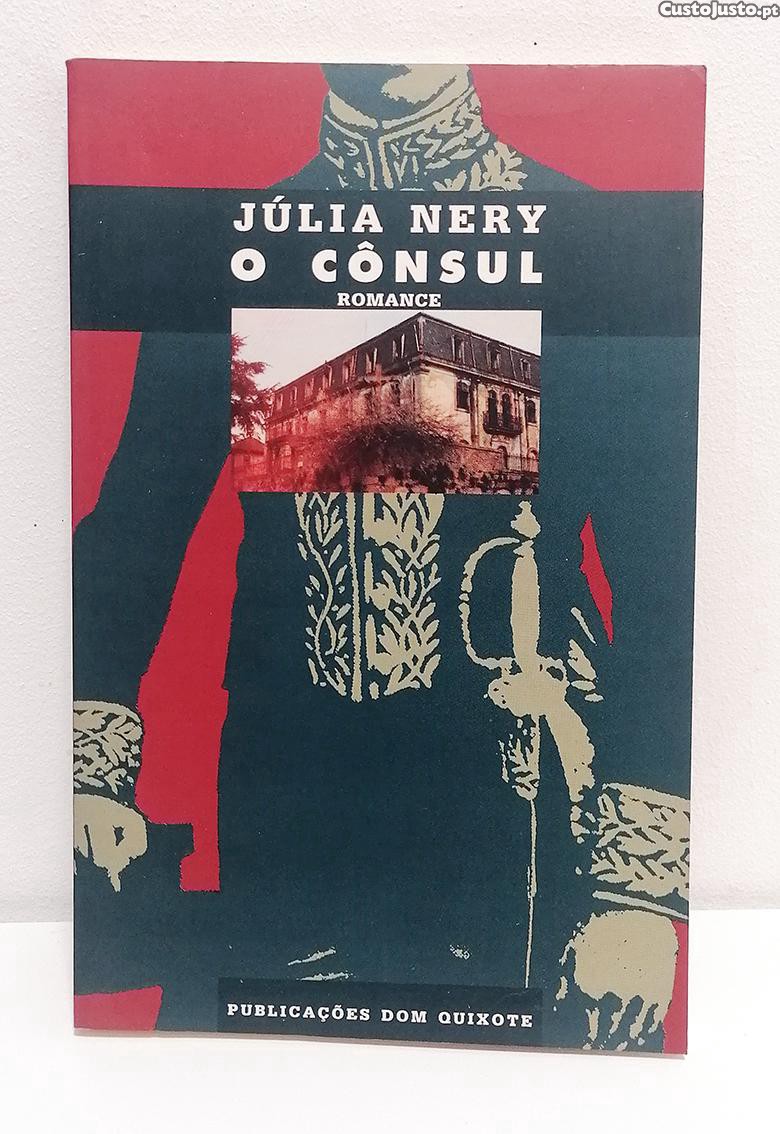 CustoJusto.pt
JÚLIA NERY
O CÔNSUL
ROMANCE
PUBLICAÇÕES DOM QUIXOTE